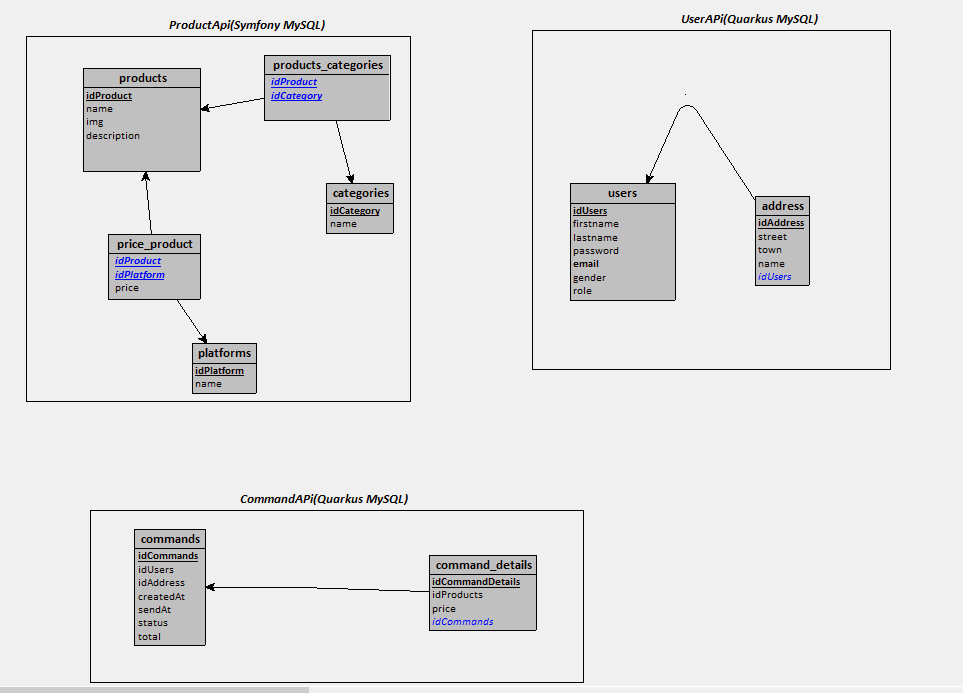 ProductApi(Symfony MySQL)
products
idProduct
name
img
description
products_categories
idProduct
idCategory
categories
idCategory
name
price_product
idProduct
idPlatform
price
platforms
idPlatform
name
UserAPi(Quarkus MySQL)
users
idUsers
firstname
lastname
password
email
gender
role
address
idAddress
street
town
name
idUsers
CommandAPi(Quarkus MySQL)
commands
idCommands
idUsers
idAddress
createdAt
sendAt
status
total
command_details
idCommandDetails
idProducts
price
idCommands